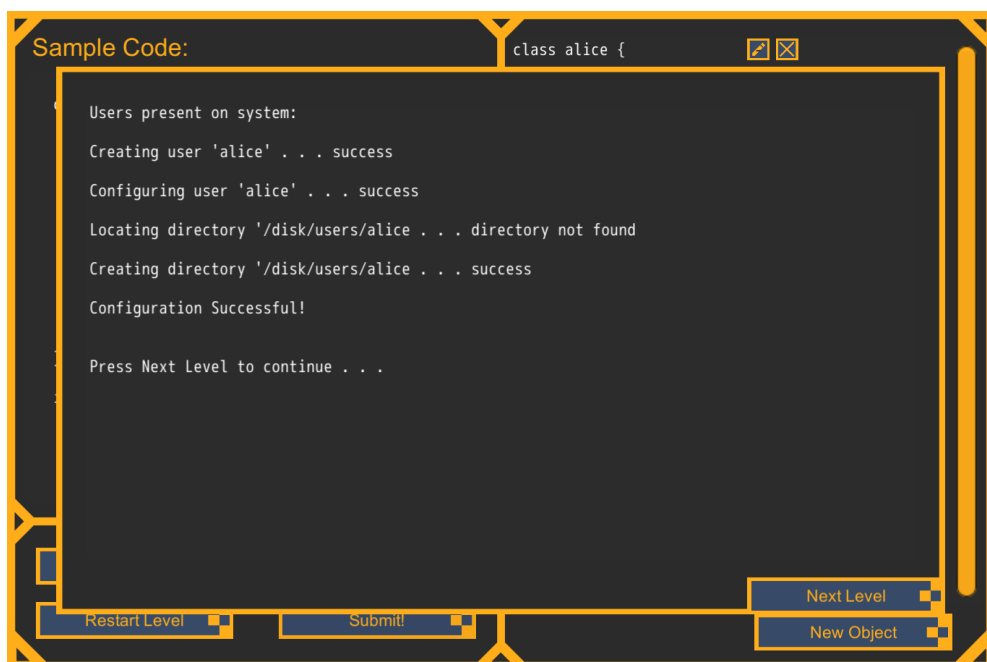 Sample Code:
class alice {
Users present on system:
Creating user 'alice' . . . success
Configuring user 'alice' . . . success
Locating directory '/disk/users/alice . . . directory not found
Creating directory '/disk/users/alice . . . success
Configuration Successful!
Press Next Level to continue . . .
Next Level
Restart Level
Submit!
New Object